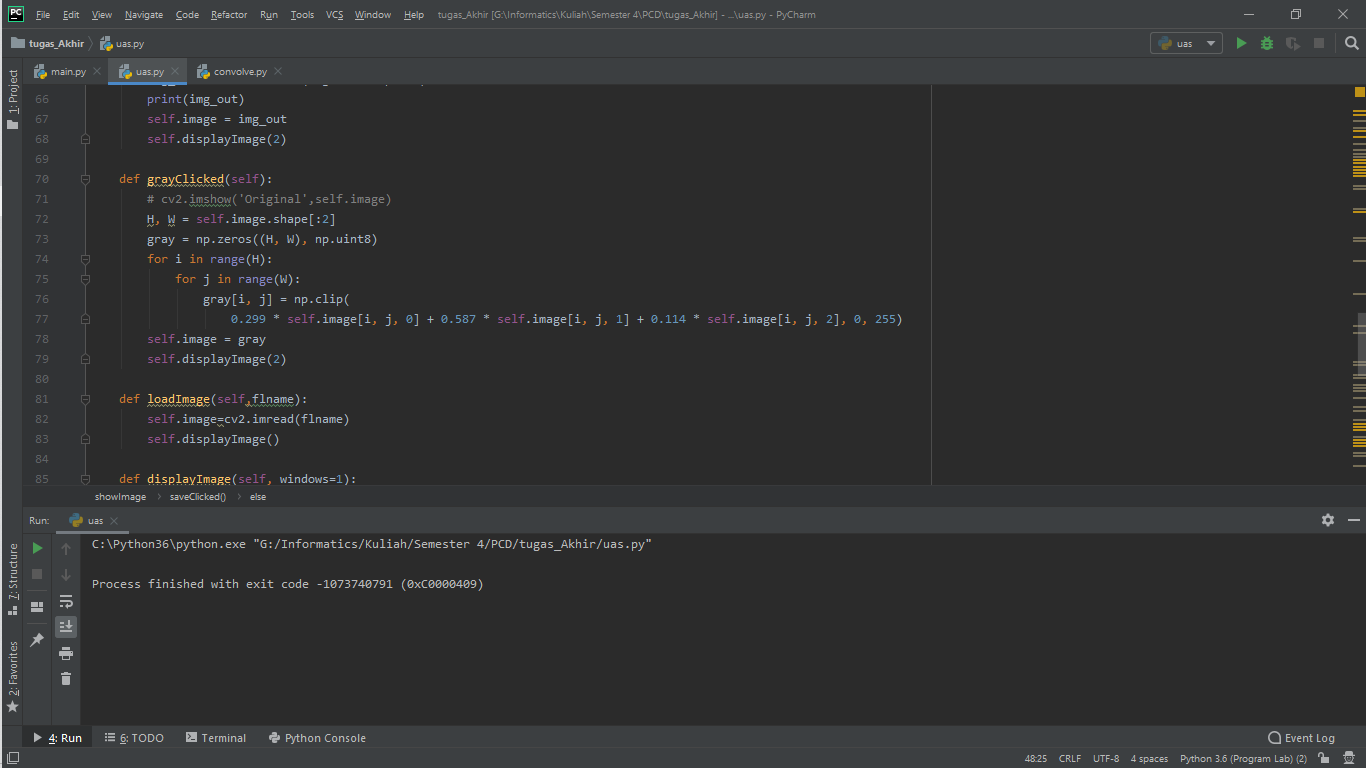 PC File Edit View Navigate Code Refactor Run Tools VCS Window Help tugas_Akhir [G:\Informatics\Kuliah\Semester 4\PCD\tugas_Akhir] - ...\uas.py - PyCharm
tugas_Akhir uas.py uas
main.py uas.py convolve.py
1: Project
66 print(img_out)
67 self.image = img_out
68 self.displayImage(2)
69
70 def grayClicked(self):
71 # cv2.imshow('Original',self.image)
72 H, W = self.image.shape[:2]
73 gray = np.zeros((H, W), np.uint8)
74 for i in range(H):
75 for j in range(W):
76 gray[i, j] = np.clip(
77 0.299 * self.image[i, j, 0] + 0.587 * self.image[i, j, 1] + 0.114 * self.image[i, j, 2], 0, 255)
78 self.image = gray
79 self.displayImage(2)
80
81 def loadImage(self,flname):
82 self.image=cv2.imread(flname)
83 self.displayImage()
84
85 def displayImage(self, windows=1):
showImage saveClicked() else
Run: uas
7: Structure
2: Favorites
C:\Python36\python.exe "G:/Informatics/Kuliah/Semester 4/PCD/tugas_Akhir/uas.py"
Process finished with exit code -1073740791 (0xC0000409)
4: Run 6: TODO Terminal Python Console Event Log
48:25 CRLF UTF-8 4 spaces Python 3.6 (Program Lab) (2)